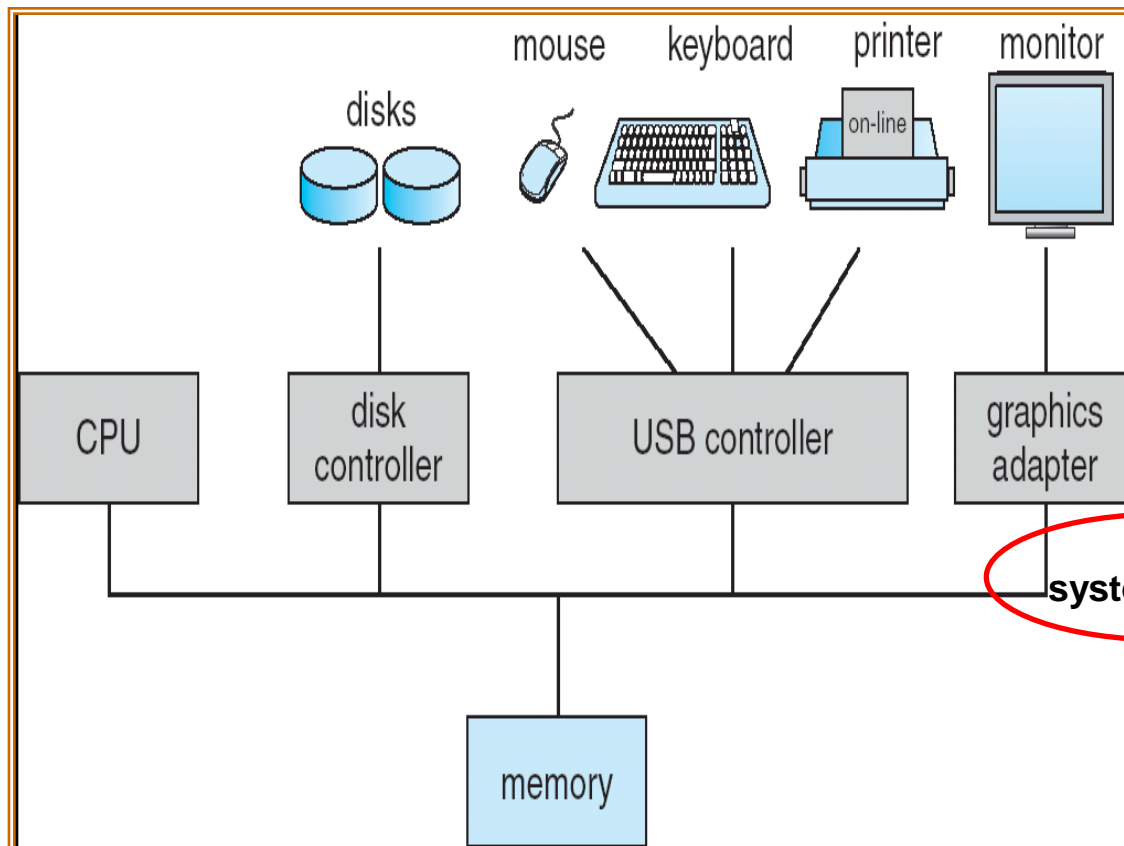 mouse keyboard printer monitor
disks
on-line
CPU
disk
controller
USB controller
graphics
adapter
memory